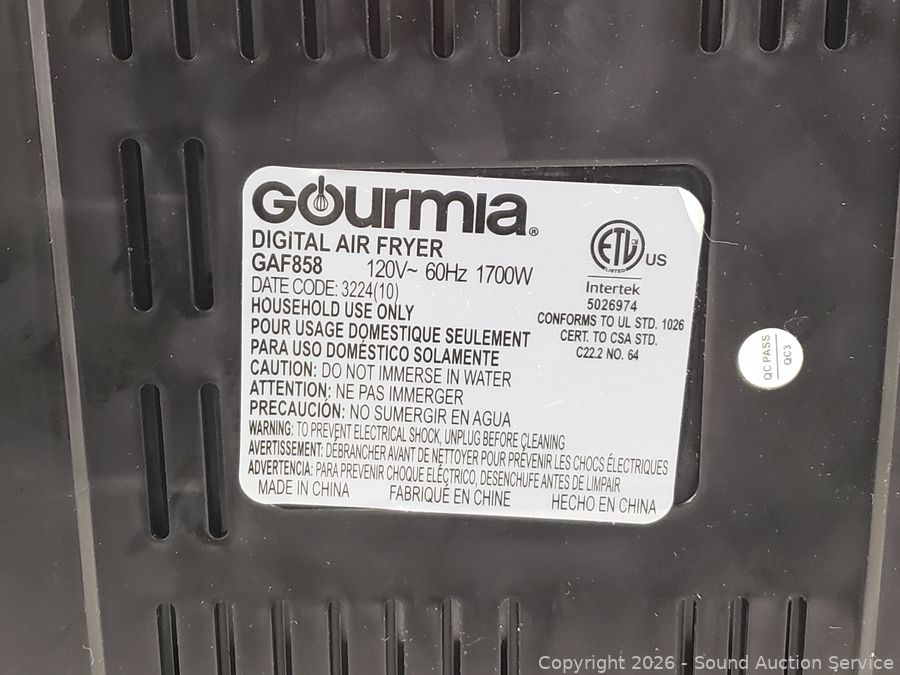 GOURMIA®
DIGITAL AIR FRYER
GAF858 120V~ 60Hz 1700W
DATE CODE: 3224(10)
HOUSEHOLD USE ONLY
POUR USAGE DOMESTIQUE SEULEMENT
PARA USO DOMÉSTICO SOLAMENTE
CAUTION: DO NOT IMMERSE IN WATER
ATTENTION: NE PAS IMMERGER
PRECAUCIÓN: NO SUMERGIR EN AGUA
WARNING: TO PREVENT ELECTRICAL SHOCK, UNPLUG BEFORE CLEANING
AVERTISSEMENT: DÉBRANCHER AVANT DE NETTOYER POUR PRÉVENIR LES CHOCS ÉLECTRIQUES
ADVERTENCIA: PARA PREVENIR CHOQUE ELÉCTRICO, DESENCHUFE ANTES DE LIMPIAR
MADE IN CHINA FABRIQUÉ EN CHINE HECHO EN CHINA
ETL CM US
LISTED
Intertek
5026974
CONFORMS TO UL STD. 1026
CERT. TO CSA STD.
C22.2 NO. 64
QC PASS
QC3
Copyright 2026 - Sound Auction Service